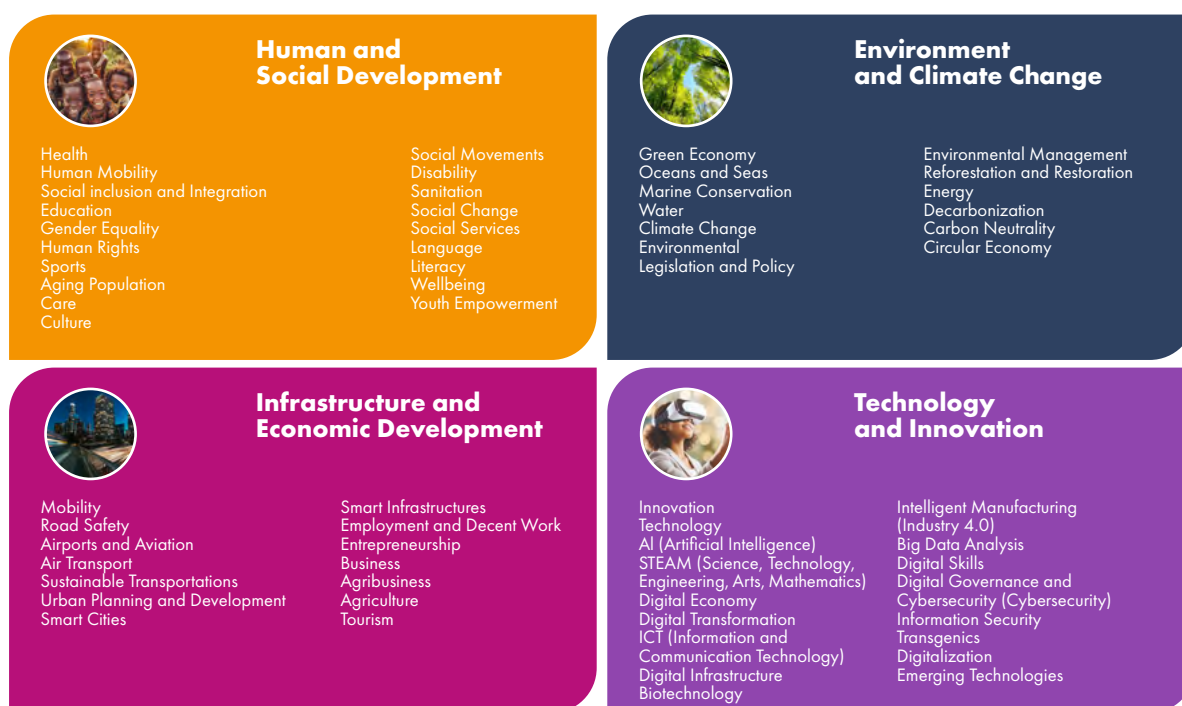 Human and
Social Development
Health
Human Mobility
Social inclusion and Integration
Education
Gender Equality
Human Rights
Sports
Aging Population
Care
Culture
Social Movements
Disability
Sanitation
Social Change
Social Services
Language
Literacy
Wellbeing
Youth Empowerment
Environment
and Climate Change
Green Economy
Oceans and Seas
Marine Conservation
Water
Climate Change
Environmental
Legislation and Policy
Environmental Management
Reforestation and Restoration
Energy
Decarbonization
Carbon Neutrality
Circular Economy
Infrastructure and
Economic Development
Mobility
Road Safety
Airports and Aviation
Air Transport
Sustainable Transportations
Urban Planning and Development
Smart Cities
Smart Infrastructures
Employment and Decent Work
Entrepreneurship
Business
Agribusiness
Agriculture
Tourism
Technology
and Innovation
Innovation
Technology
AI (Artificial Intelligence)
STEAM (Science, Technology,
Engineering, Arts, Mathematics)
Digital Economy
Digital Transformation
ICT (Information and
Communication Technology)
Digital Infrastructure
Biotechnology
Intelligent Manufacturing
(Industry 4.0)
Big Data Analysis
Digital Skills
Digital Governance and
Cybersecurity (Cybersecurity)
Information Security
Transgenics
Digitalization
Emerging Technologies